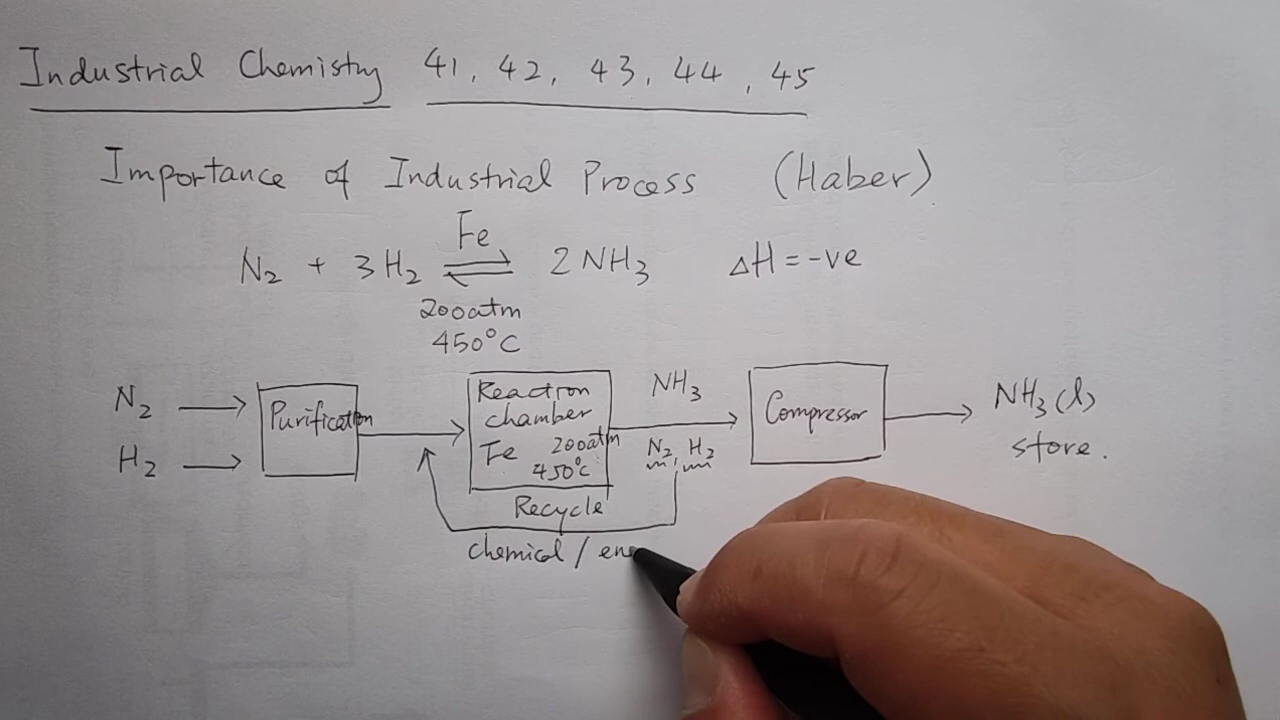 Industrial Chemistry 41, 42, 43, 44, 45
Importance of Industrial Process (Haber)
Fe
N₂ + 3H₂ ⇌ 2NH₃ ΔH = -ve
200atm
450°C
N₂
H₂
Purification
Reaction
chamber
Fe 200atm
450°C
NH₃
N₂, H₂
Compressor
NH₃(l)
store.
Recycle
chemical / ene